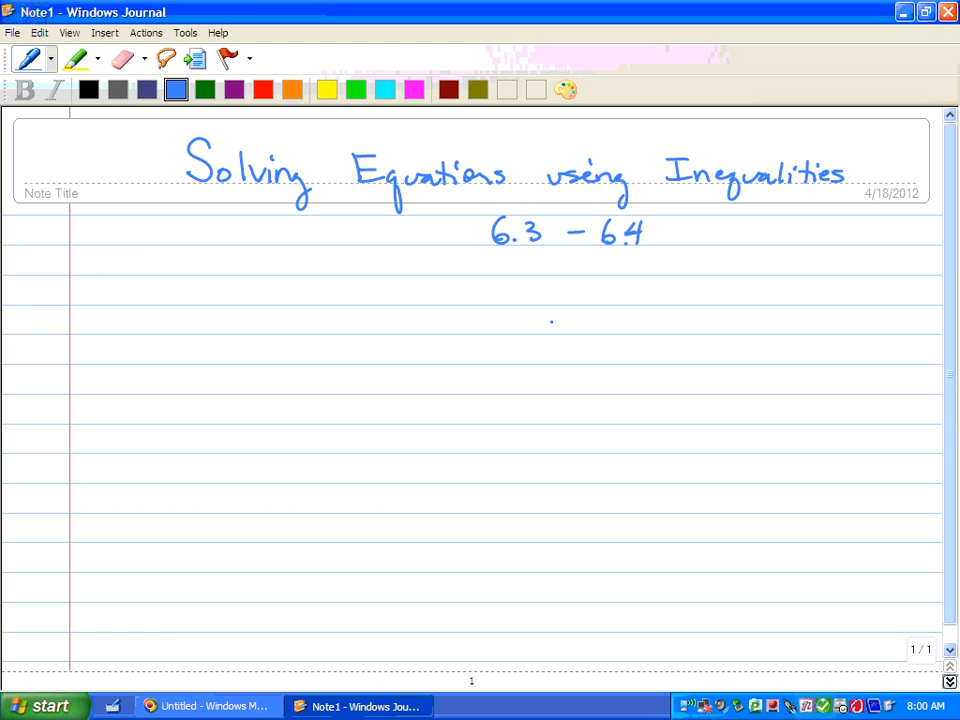 Note1 - Windows Journal
File Edit View Insert Actions Tools Help
B I
Solving Equations using Inequalities
Note Title
4/18/2012
6.3 - 6.4
1 / 1
1
start
Untitled - Windows M...
Note1 - Windows Jou...
8:00 AM